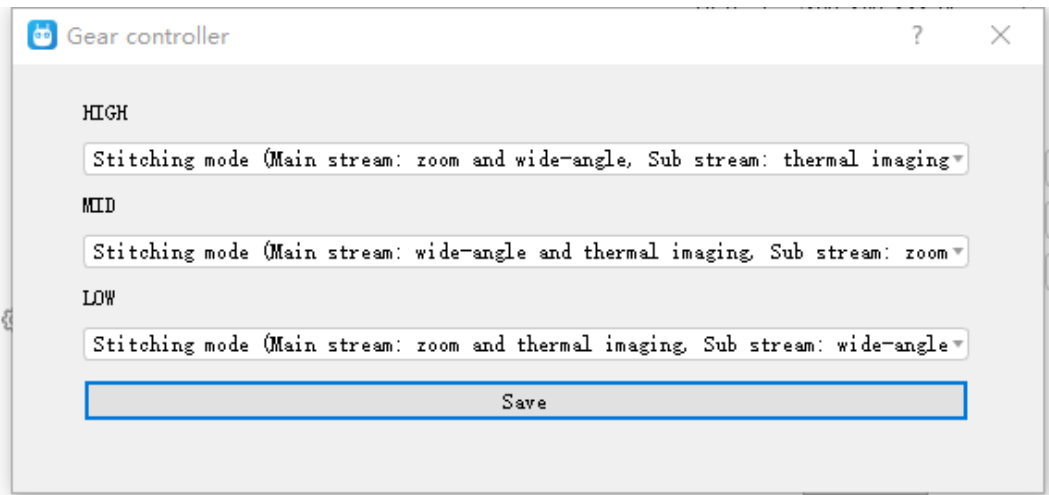 Gear controller
?
HIGH
Stitching mode (Main stream: zoom and wide-angle, Sub stream: thermal imaging
MID
Stitching mode (Main stream: wide-angle and thermal imaging, Sub stream: zoom
LOW
Stitching mode (Main stream: zoom and thermal imaging, Sub stream: wide-angle
Save